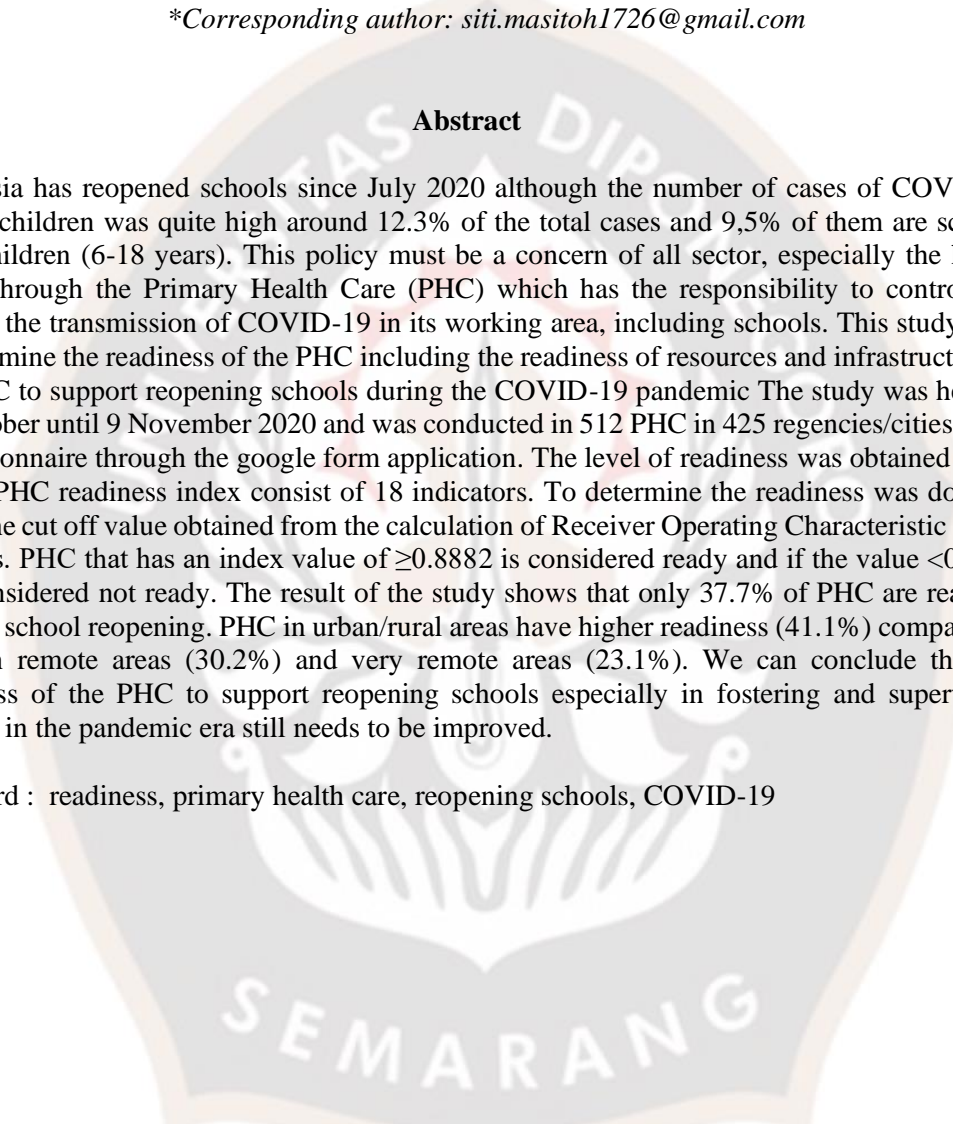 *Corresponding author: siti.masitoh1726@gmail.com
Abstract
sia has reopened schools since July 2020 although the number of cases of COV
children was quite high around 12.3% of the total cases and 9,5% of them are sc
ildren (6-18 years). This policy must be a concern of all sector, especially the
hrough the Primary Health Care (PHC) which has the responsibility to contro
the transmission of COVID-19 in its working area, including schools. This study
rmine the readiness of the PHC including the readiness of resources and infrastruct
C to support reopening schools during the COVID-19 pandemic The study was he
ober until 9 November 2020 and was conducted in 512 PHC in 425 regencies/cities
onnaire through the google form application. The level of readiness was obtained
PHC readiness index consist of 18 indicators. To determine the readiness was do
he cut off value obtained from the calculation of Receiver Operating Characteristic
s. PHC that has an index value of ≥0.8882 is considered ready and if the value <0
nsidered not ready. The result of the study shows that only 37.7% of PHC are rea
school reopening. PHC in urban/rural areas have higher readiness (41.1%) compa
n remote areas (30.2%) and very remote areas (23.1%). We can conclude th
ss of the PHC to support reopening schools especially in fostering and super
in the pandemic era still needs to be improved.
rd : readiness, primary health care, reopening schools, COVID-19
UNIVERSITAS DIPONEGORO
SEMARANG